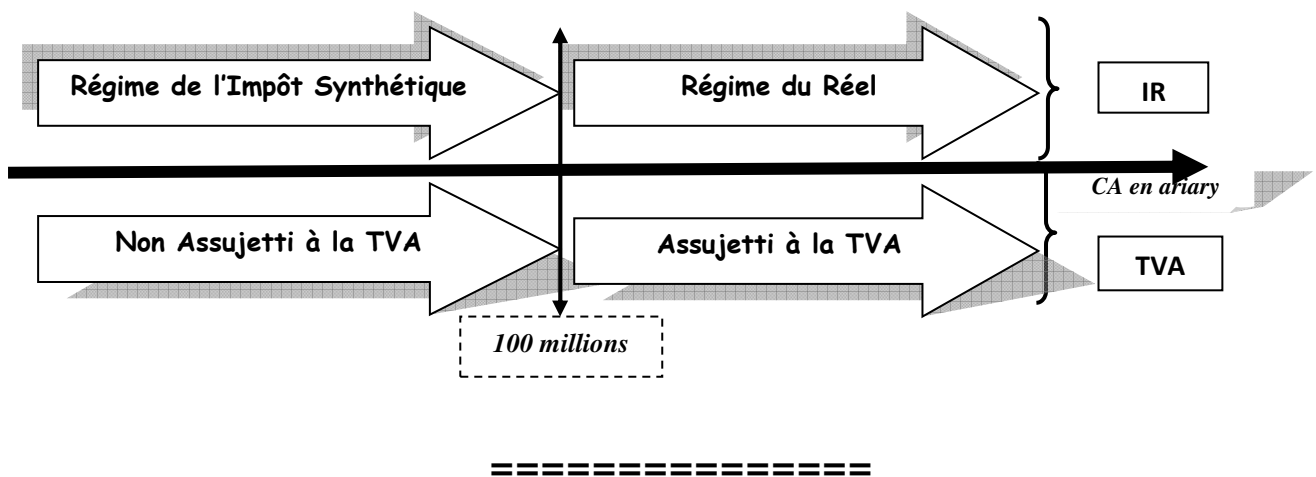 Régime de l'Impôt Synthétique
Régime du Réel
IR
CA en ariary
Non Assujetti à la TVA
Assujetti à la TVA
TVA
100 millions
===============